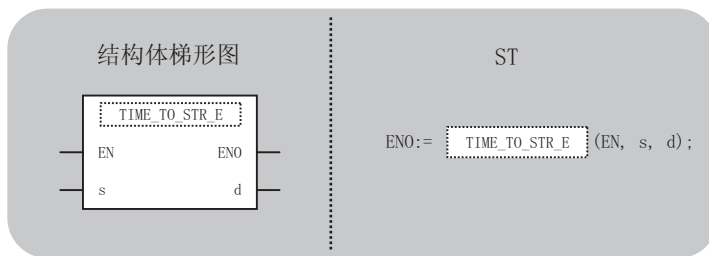 结构体梯形图
TIME_TO_STR_E
EN ENO
s d
ST
ENO:= TIME_TO_STR_E (EN, s, d);